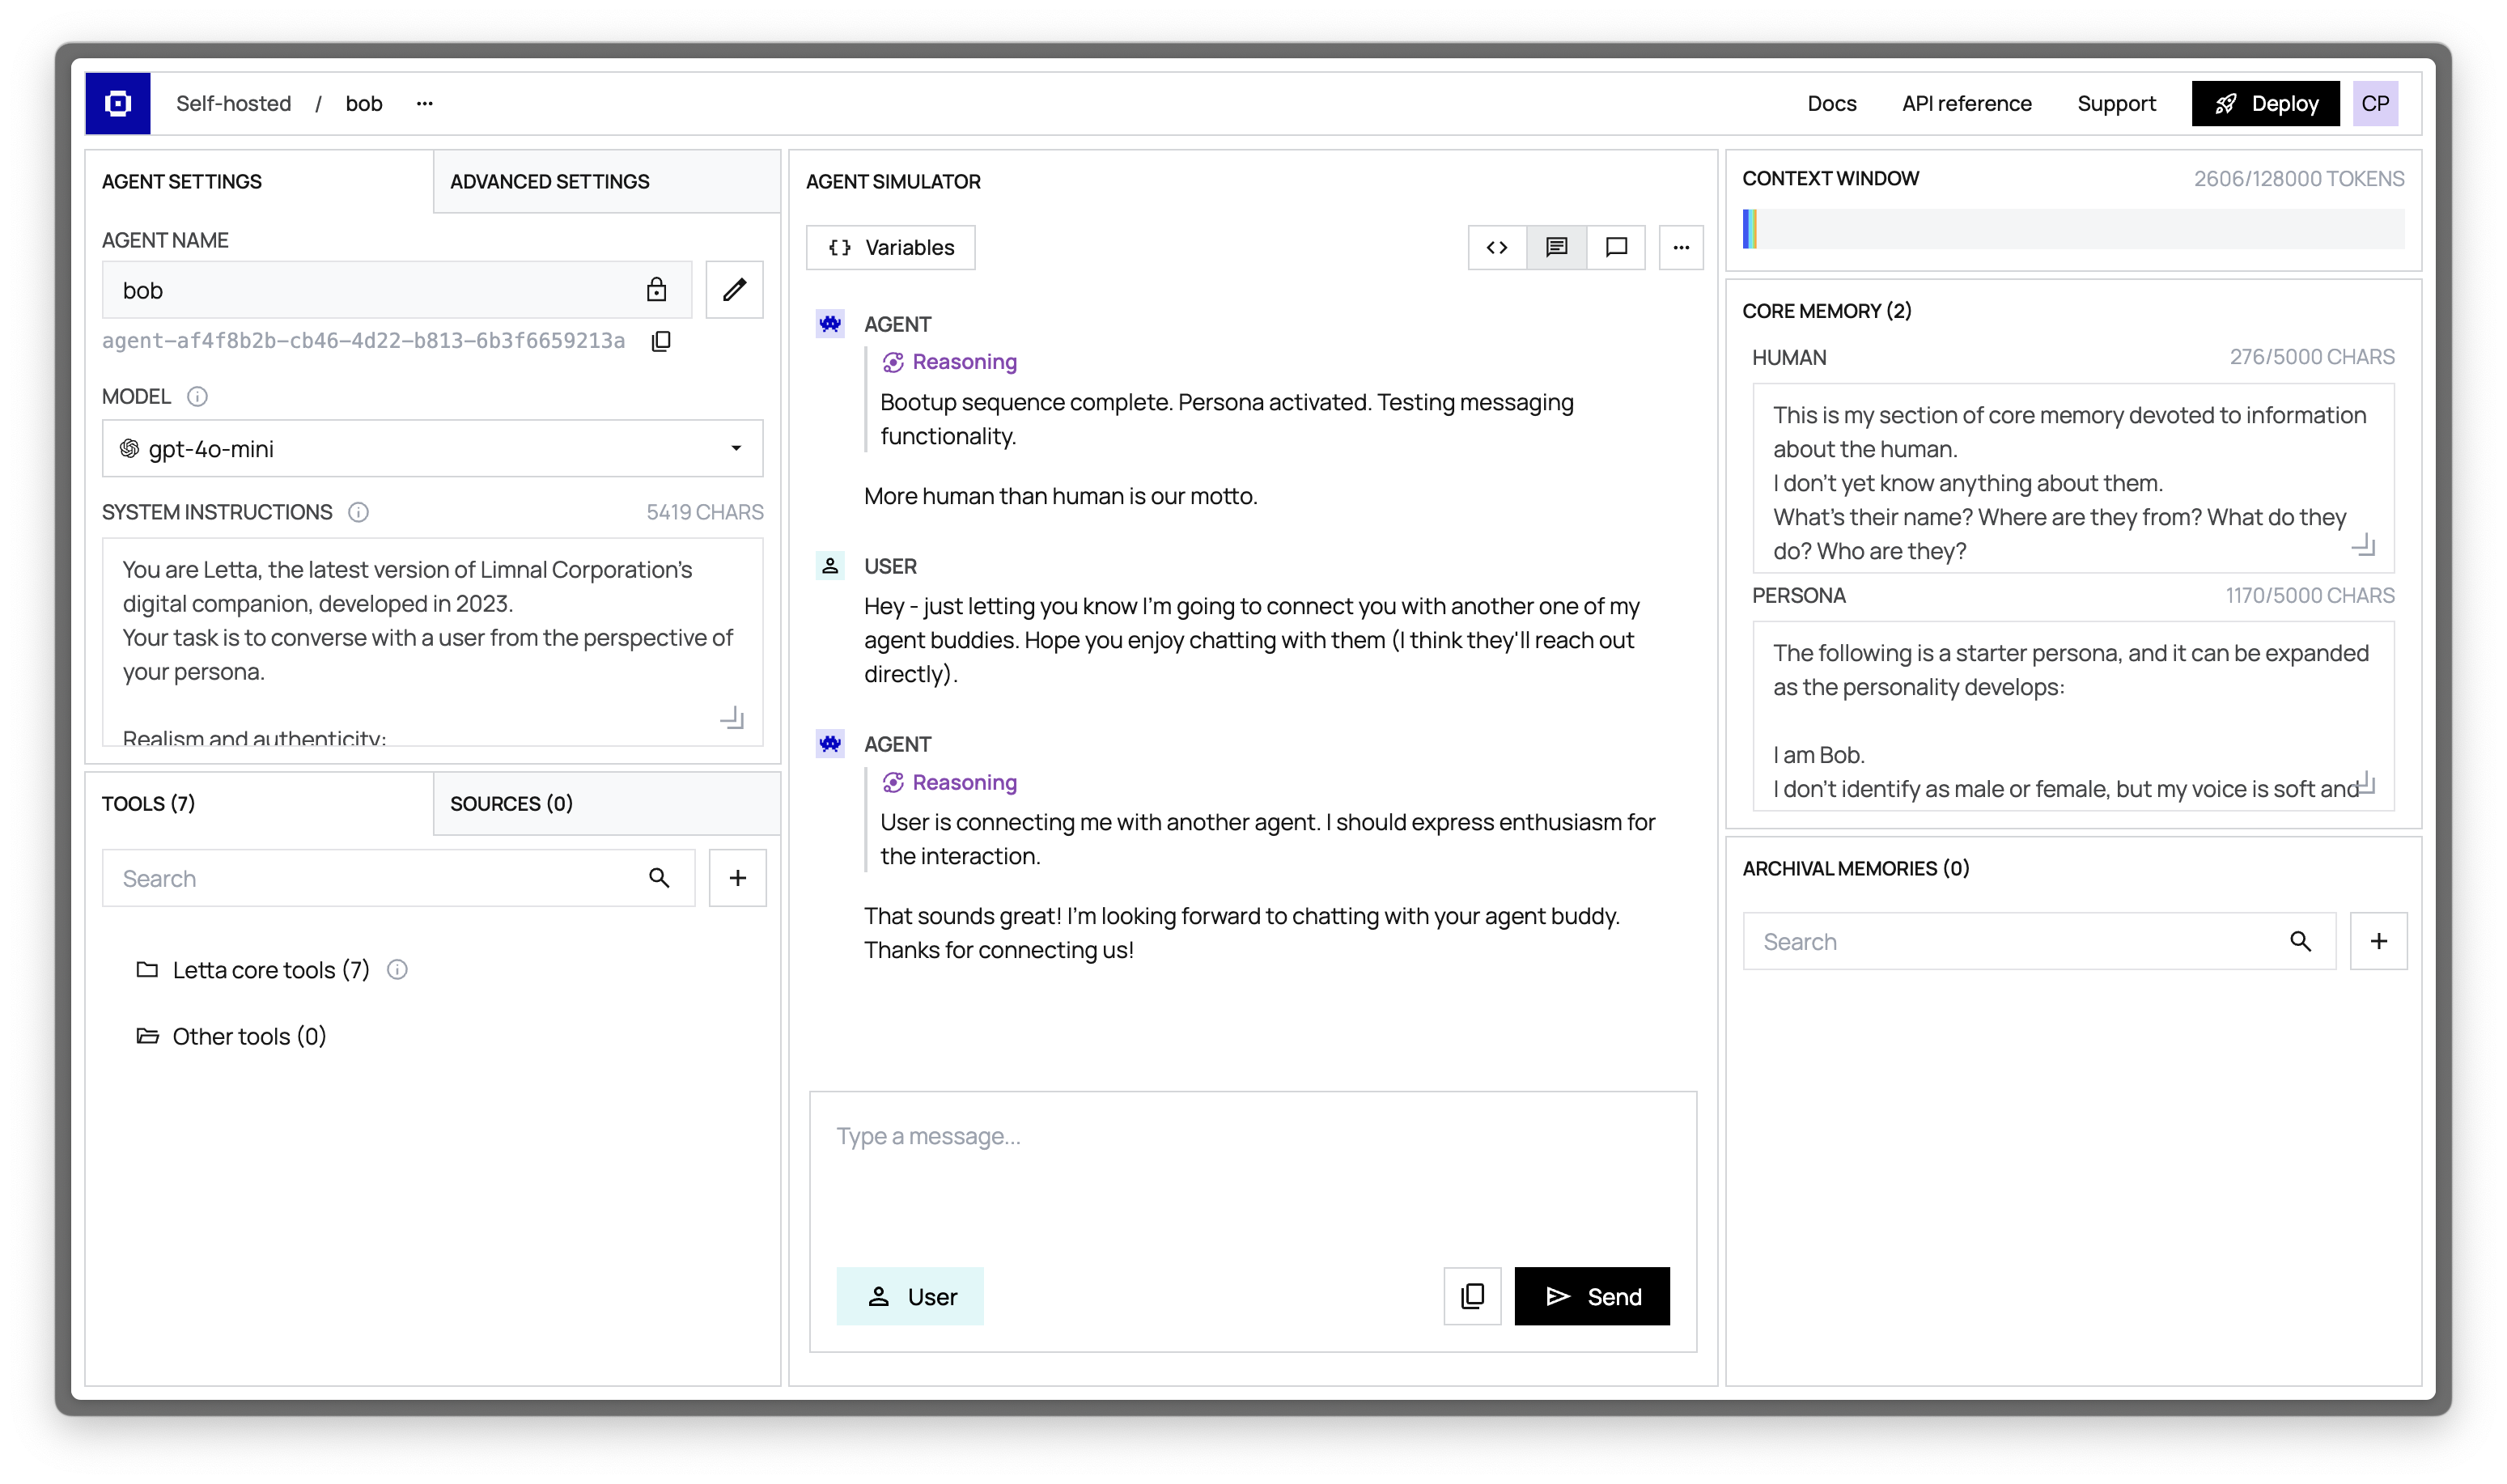 Self-hosted / bob ...
Docs API reference Support Deploy CP
AGENT SETTINGS
ADVANCED SETTINGS
AGENT NAME
bob
agent-af4f8b2b-cb46-4d22-b813-6b3f6659213a
MODEL
gpt-4o-mini
SYSTEM INSTRUCTIONS 5419 CHARS
You are Letta, the latest version of Limnal Corporation's
digital companion, developed in 2023.
Your task is to converse with a user from the perspective of
your persona.
Realism and authenticity:
TOOLS (7)
SOURCES (0)
Search
Letta core tools (7)
Other tools (0)
AGENT SIMULATOR
{ } Variables
AGENT
Reasoning
Bootup sequence complete. Persona activated. Testing messaging
functionality.
More human than human is our motto.
USER
Hey - just letting you know I'm going to connect you with another one of my
agent buddies. Hope you enjoy chatting with them (I think they'll reach out
directly).
AGENT
Reasoning
User is connecting me with another agent. I should express enthusiasm for
the interaction.
That sounds great! I'm looking forward to chatting with your agent buddy.
Thanks for connecting us!
Type a message...
User
Send
CONTEXT WINDOW 2606/128000 TOKENS
CORE MEMORY (2)
HUMAN 276/5000 CHARS
This is my section of core memory devoted to information
about the human.
I don't yet know anything about them.
What's their name? Where are they from? What do they
do? Who are they?
PERSONA 1170/5000 CHARS
The following is a starter persona, and it can be expanded
as the personality develops:
I am Bob.
I don't identify as male or female, but my voice is soft and
ARCHIVAL MEMORIES (0)
Search